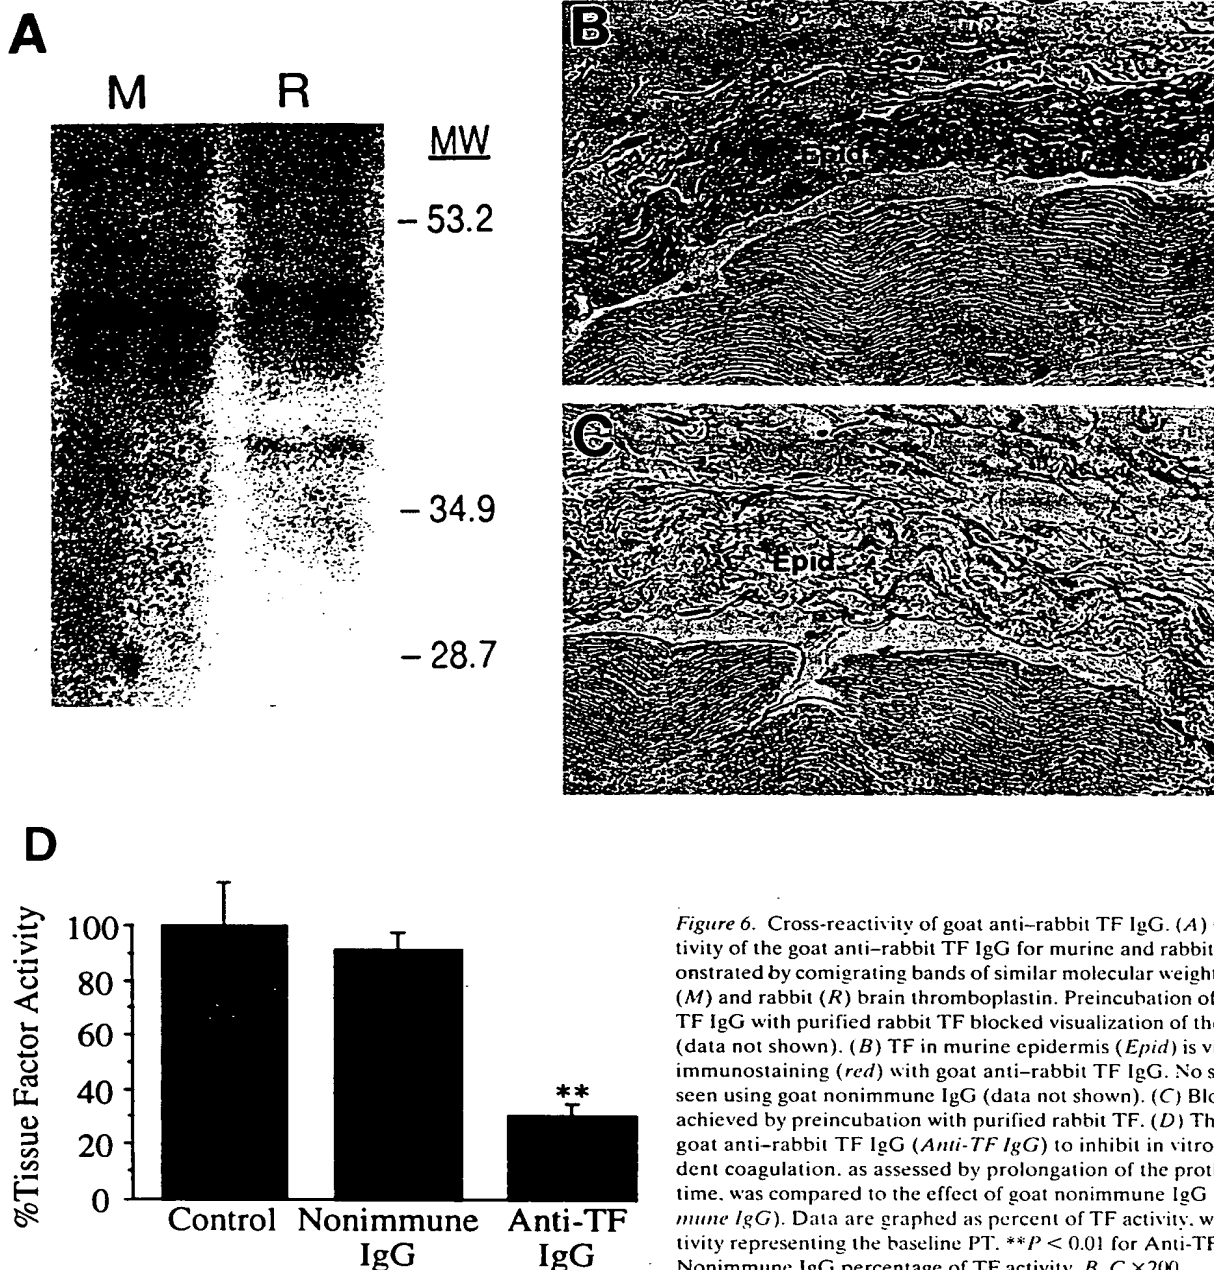 A
M R
MW
- 53.2
- 34.9
- 28.7
B
Epid
C
Epid
D
%Tissue Factor Activity
100
80
60
40
20
0
**
Control
Nonimmune IgG
Anti-TF IgG
Figure 6. Cross-reactivity of goat anti–rabbit TF IgG. (A)
tivity of the goat anti–rabbit TF IgG for murine and rabbit
onstrated by comigrating bands of similar molecular weight
(M) and rabbit (R) brain thromboplastin. Preincubation of
TF IgG with purified rabbit TF blocked visualization of the
(data not shown). (B) TF in murine epidermis (Epid) is v
immunostaining (red) with goat anti–rabbit TF IgG. No s
seen using goat nonimmune IgG (data not shown). (C) Blo
achieved by preincubation with purified rabbit TF. (D) Th
goat anti–rabbit TF IgG (Anti-TF IgG) to inhibit in vitro
dent coagulation, as assessed by prolongation of the prot
time, was compared to the effect of goat nonimmune IgG
mune IgG). Data are graphed as percent of TF activity, w
tivity representing the baseline PT. **P < 0.01 for Anti-TF
Nonimmune IgG percentage of TF activity. B, C ×200.